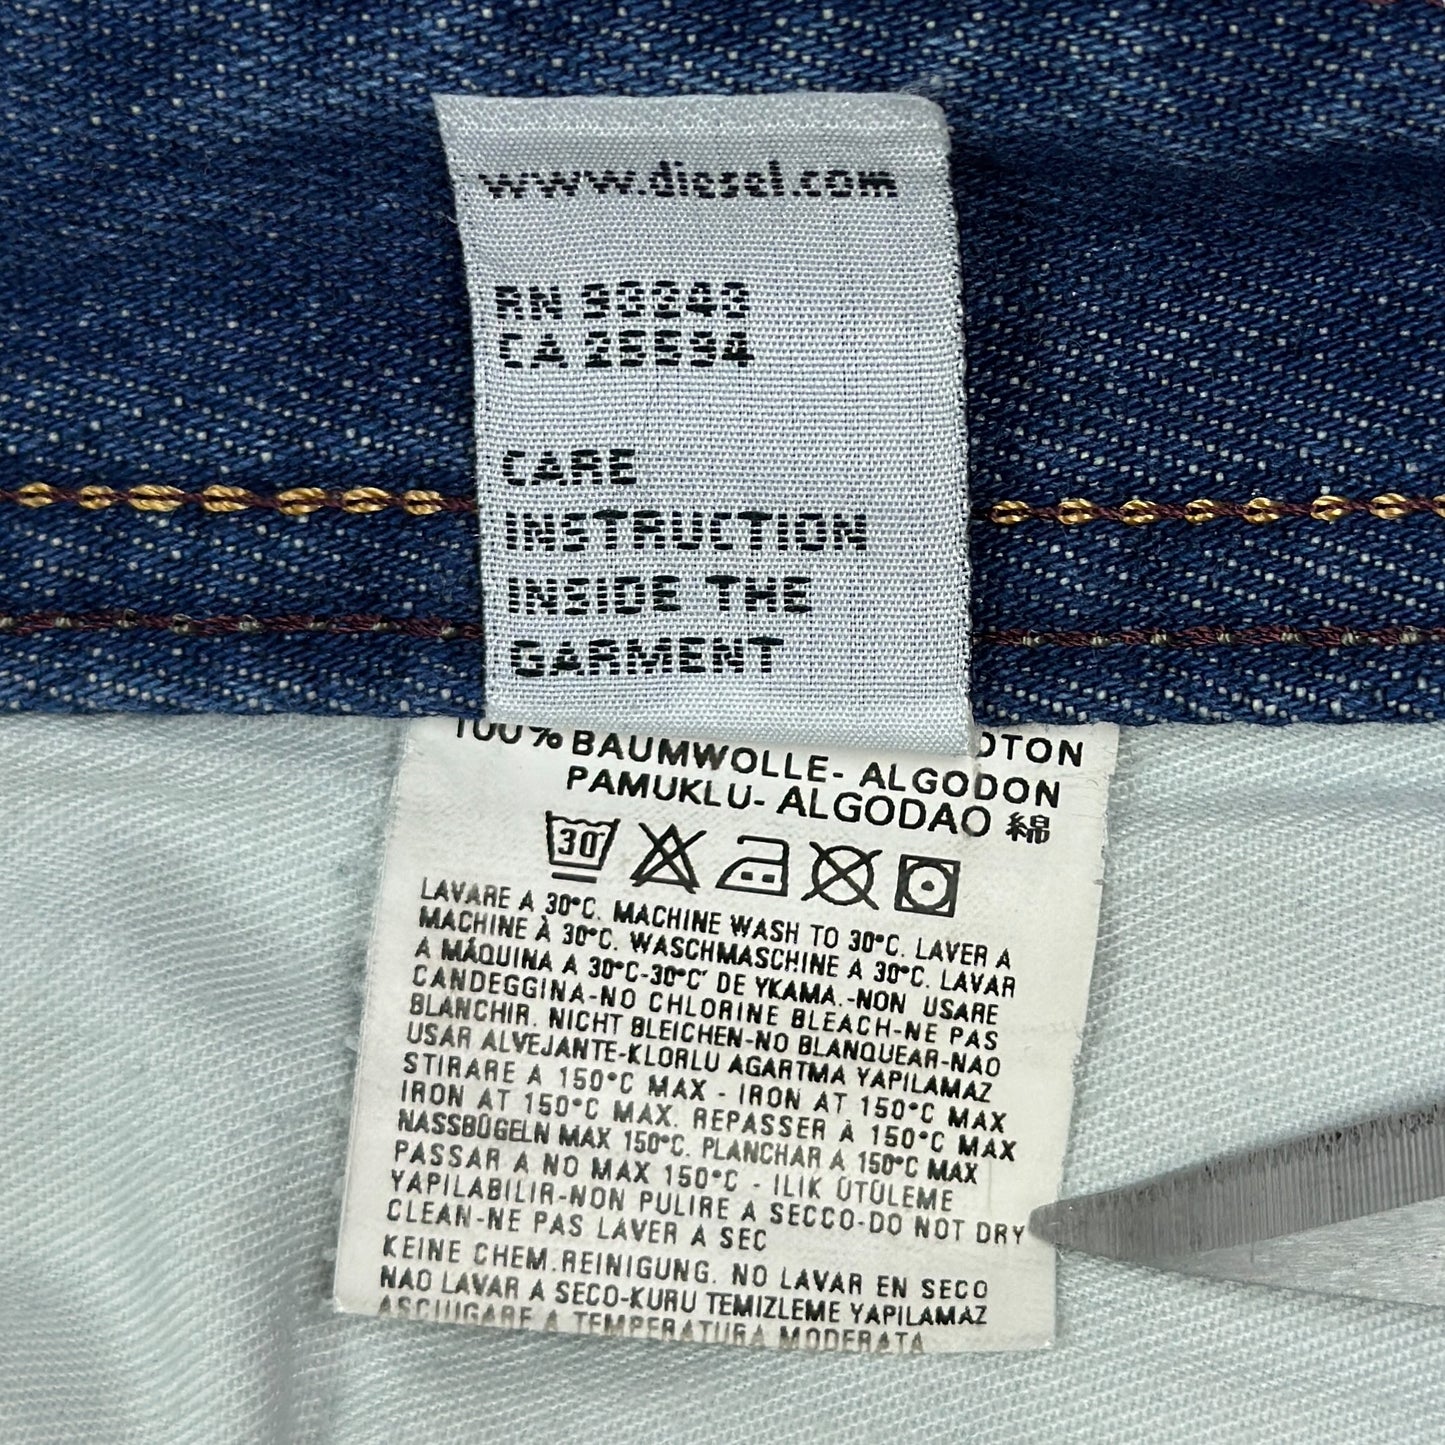 www.diesel.com
RN 93243
CA 25594
CARE
INSTRUCTION
INSIDE THE
GARMENT
100% BAUMWOLLE- ALGODON
PAMUKLU- ALGODAO 綿
30
LAVARE A 30°C. MACHINE WASH TO 30°C. LAVER A
MACHINE À 30°C. WASCHMASCHINE A 30°C. LAVAR
A MÁQUINA A 30°C-30°C' DE YKAMA.-NON USARE
CANDEGGINA-NO CHLORINE BLEACH-NE PAS
BLANCHIR. NICHT BLEICHEN-NO BLANQUEAR-NAO
USAR ALVEJANTE-KLORLU AGARTMA YAPILAMAZ
STIRARE A 150°C MAX - IRON AT 150°C MAX
IRON AT 150°C MAX. REPASSER À 150°C MAX
NASSBÜGELN MAX 150°C. PLANCHAR A 150°C MAX
PASSAR A NO MAX 150°C - ILIK ÜTÜLEME
YAPILABILIR-NON PULIRE A SECCO-DO NOT DRY
CLEAN-NE PAS LAVER A SEC
KEINE CHEM.REINIGUNG. NO LAVAR EN SECO
NAO LAVAR A SECO-KURU TEMIZLEME YAPILAMAZ
ASCIUGARE A TEMPERATURA MODERATA